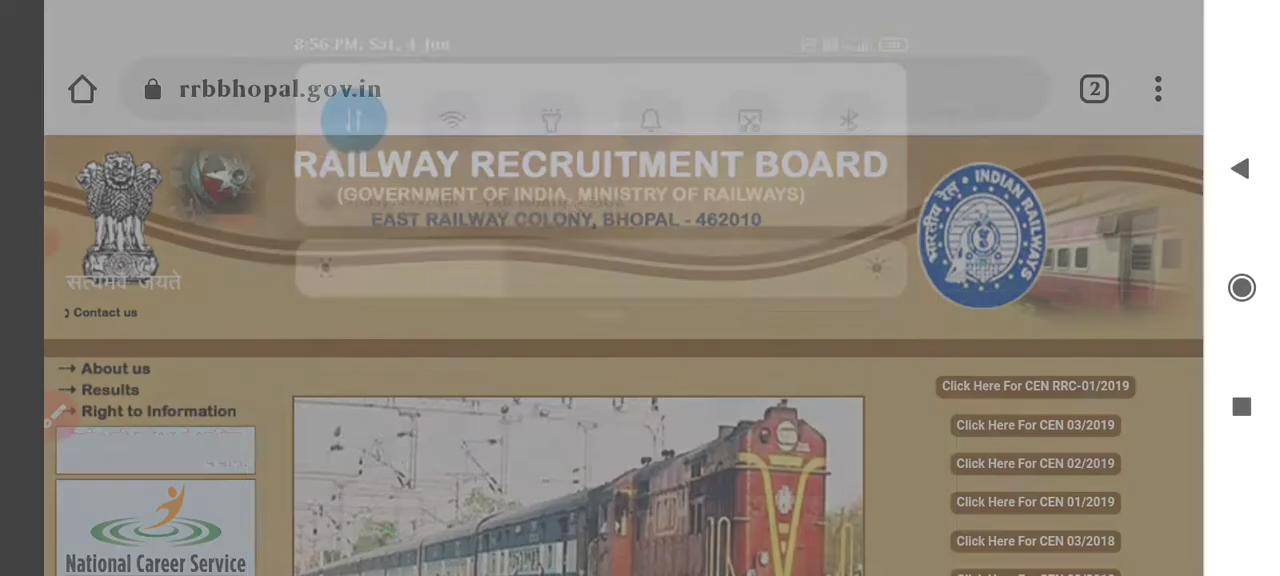 8:56 PM, Sat, 4 Jun
rrbbhopal.gov.in
2
RAILWAY RECRUITMENT BOARD
(GOVERNMENT OF INDIA, MINISTRY OF RAILWAYS)
EAST RAILWAY COLONY, BHOPAL - 462010
भारतीय रेल
INDIAN RAILWAYS
सत्यमेव जयते
Contact us
About us
Results
Right to Information
Click Here For CEN RRC-01/2019
Click Here For CEN 03/2019
Click Here For CEN 02/2019
Click Here For CEN 01/2019
Click Here For CEN 03/2018
National Career Service